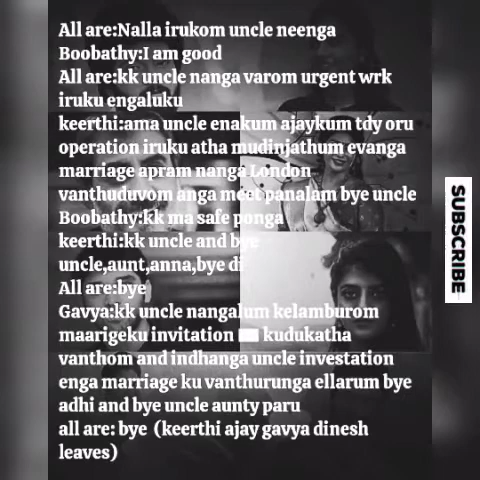 All are:Nalla irukom uncle neenga
Boobathy:I am good
All are:kk uncle nanga varom urgent wrk
iruku engaluku
keerthi:ama uncle enakum ajaykum tdy oru
operation iruku atha mudinjathum evanga
marriage apram nanga London
vanthuduvom anga meet panalam bye uncle
Boobathy:kk ma safe ponga
keerthi:kk uncle and bye
uncle,aunt,anna,bye di
All are:bye
Gavya:kk uncle nangalum kelamburom
maarigeku invitation kudukatha
vanthom and indhanga uncle investation
enga marriage ku vanthurunga ellarum bye
adhi and bye uncle aunty paru
all are: bye (keerthi ajay gavya dinesh
leaves)
SUBSCRIBE